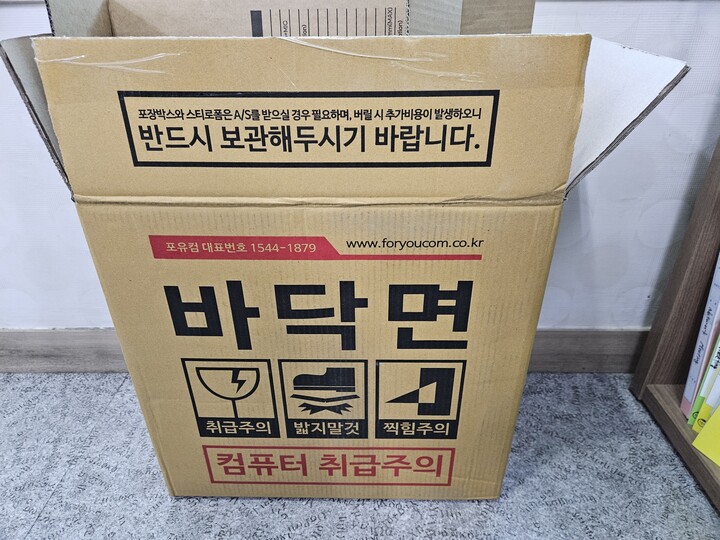 포장박스와 스티로폼은 A/S를 받으실 경우 필요하며, 버릴 시 추가비용이 발생하오니
반드시 보관해두시기 바랍니다.
포유컴 대표번호 1544-1879
www.foryoucom.co.kr
바닥면
취급주의
밟지말것
찍힘주의
컴퓨터 취급주의